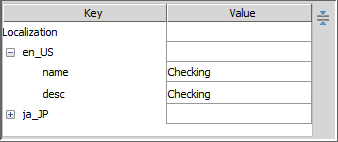 Key Value
Localization
en_US
name Checking
desc Checking
ja_JP